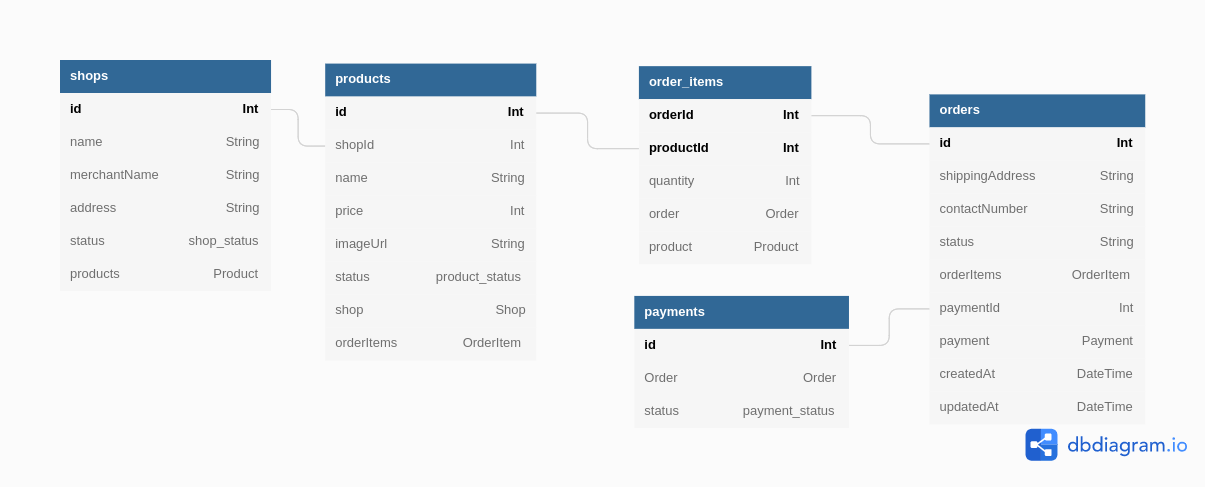 shops
id Int
name String
merchantName String
address String
status shop_status
products Product
products
id Int
shopId Int
name String
price Int
imageUrl String
status product_status
shop Shop
orderItems OrderItem
order_items
orderId Int
productId Int
quantity Int
order Order
product Product
payments
id Int
Order Order
status payment_status
orders
id Int
shippingAddress String
contactNumber String
status String
orderItems OrderItem
paymentId Int
payment Payment
createdAt DateTime
updatedAt DateTime
dbdiagram.io